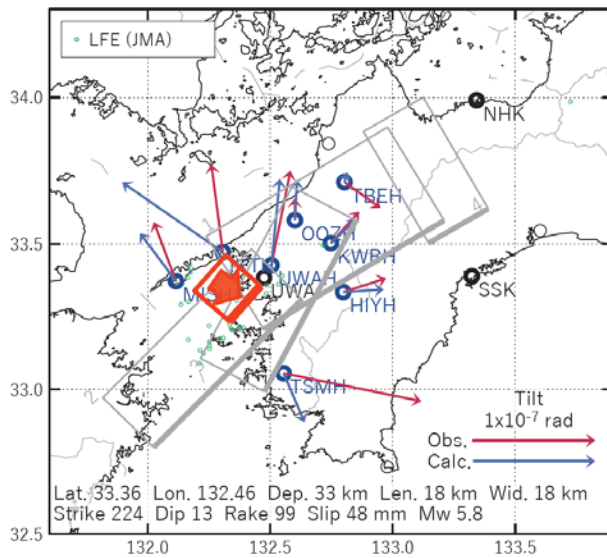 LFE (JMA)
34.0
NHK
TBEH
OOZH
KWBH
33.5
UWAH
MISH
UWA
HIYH
SSK
33.0
TSMH
Tilt
1x10⁻⁷ rad
Obs.
Calc.
Lat. 33.36 Lon. 132.46 Dep. 33 km Len. 18 km Wid. 18 km
Strike 224 Dip 13 Rake 99 Slip 48 mm Mw 5.8
32.5
132.0 132.5 133.0 133.5